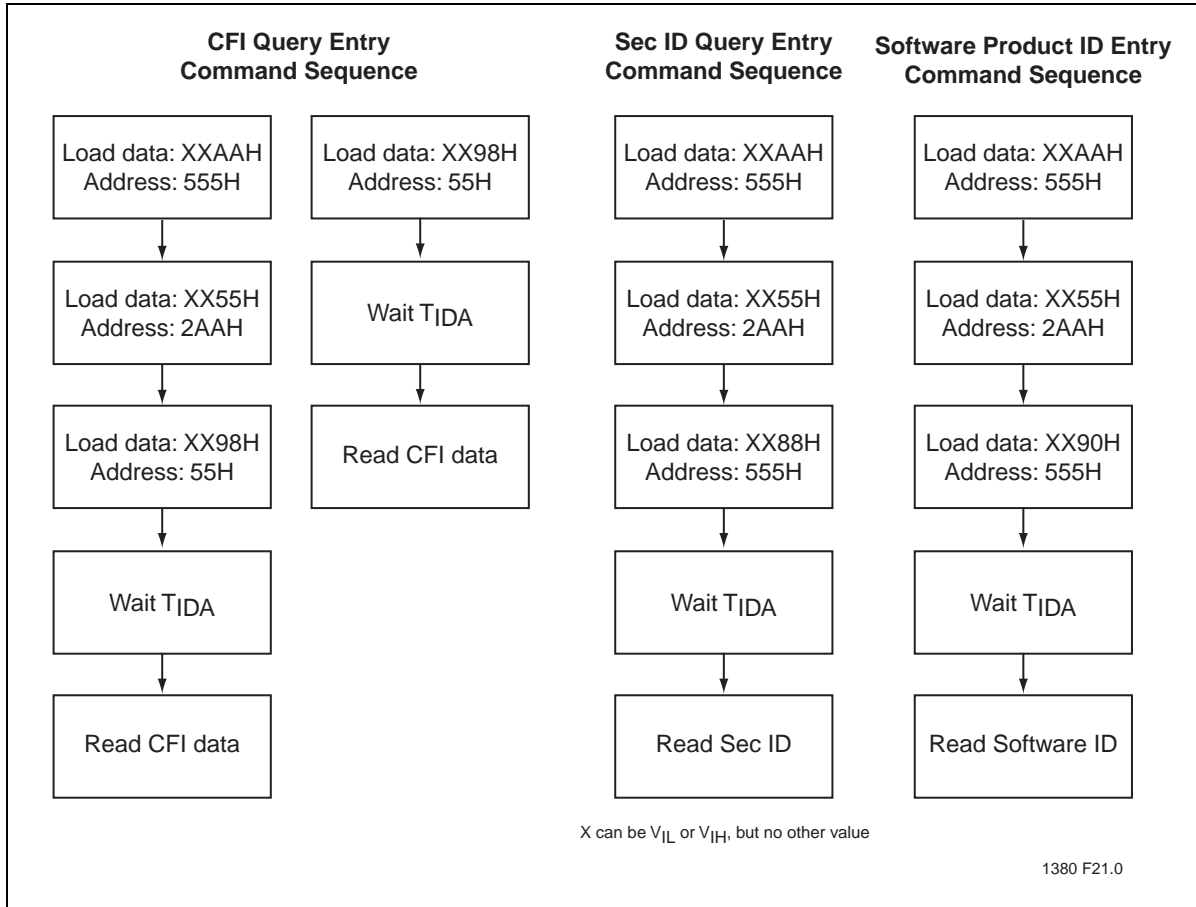 CFI Query Entry
Command Sequence
Load data: XXAAH
Address: 555H
Load data: XX55H
Address: 2AAH
Load data: XX98H
Address: 55H
Wait TIDA
Read CFI data
Load data: XX98H
Address: 55H
Wait TIDA
Read CFI data
Sec ID Query Entry
Command Sequence
Load data: XXAAH
Address: 555H
Load data: XX55H
Address: 2AAH
Load data: XX88H
Address: 555H
Wait TIDA
Read Sec ID
Software Product ID Entry
Command Sequence
Load data: XXAAH
Address: 555H
Load data: XX55H
Address: 2AAH
Load data: XX90H
Address: 555H
Wait TIDA
Read Software ID
X can be VIL or VIH, but no other value
1380 F21.0